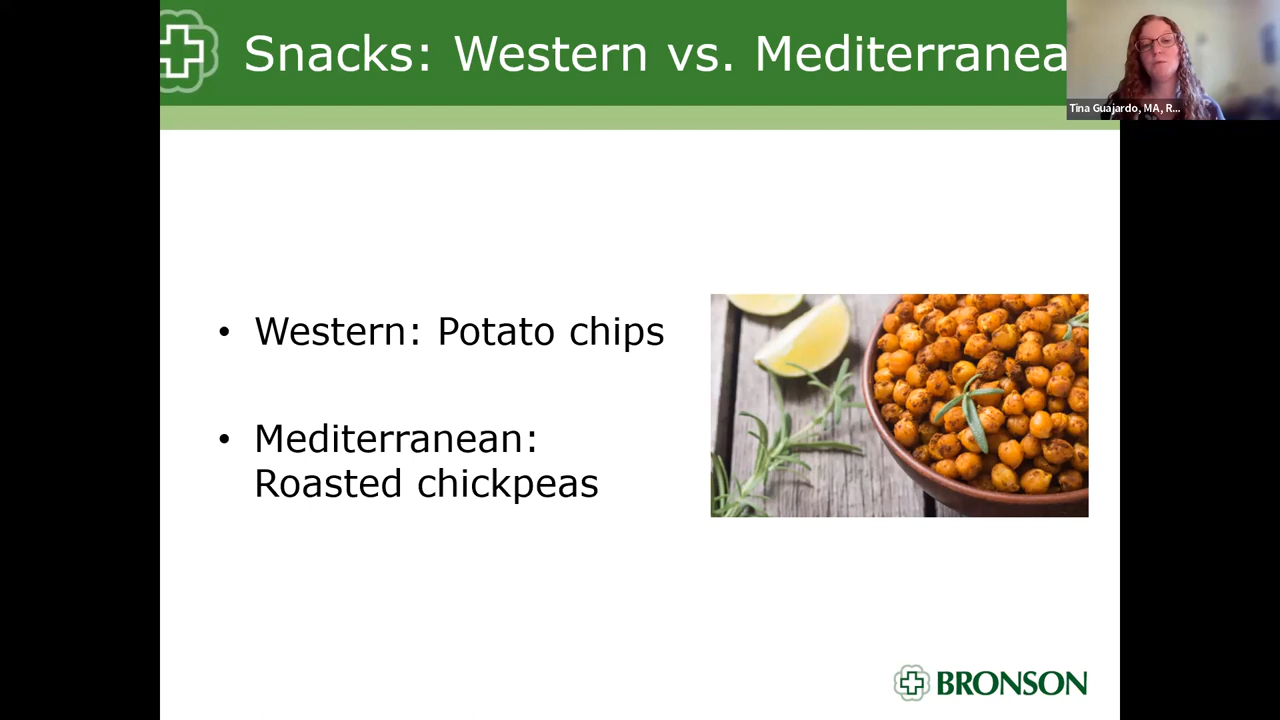 Snacks: Western vs. Mediterranea
Tina Guajardo, MA, R...
• Western: Potato chips
• Mediterranean:
Roasted chickpeas
BRONSON